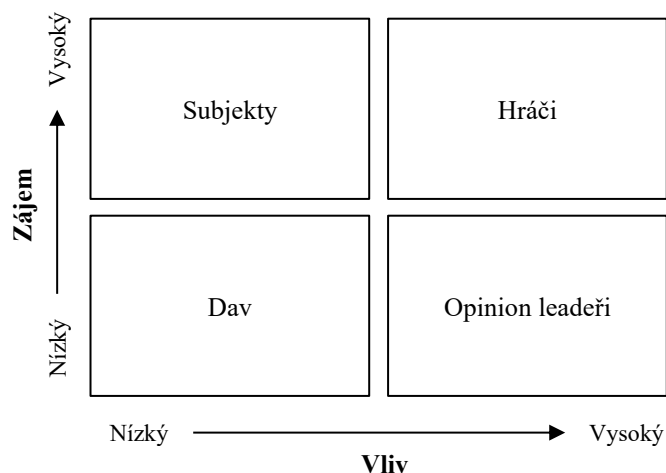 Vysoký
Subjekty
Hráči
Zájem
Dav
Opinion leadeři
Nízký
Nízký
Vysoký
Vliv